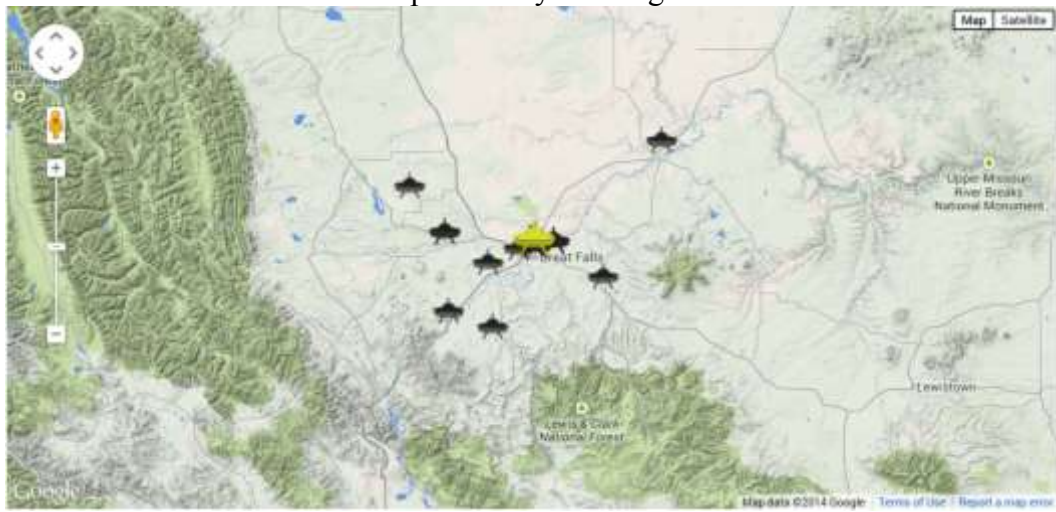 Map Satellite
Upper Missouri
River Breaks
National Monument
Great Falls
Lewistown
Lewis & Clark
National Forest
Google
Map data ©2014 Google Terms of Use Report a map error